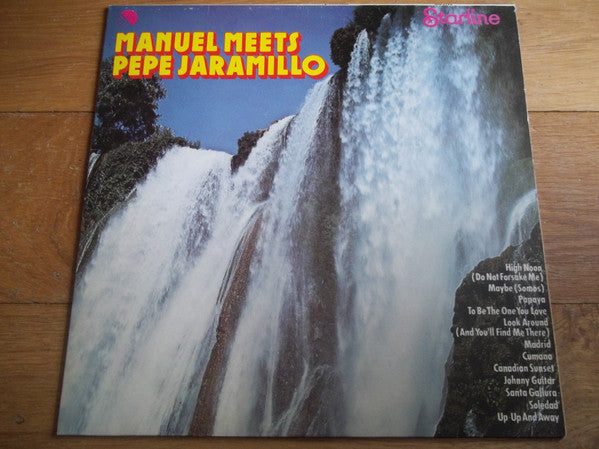 Starline
MANUEL MEETS
PEPE JARAMILLO
High Noon
(Do Not Forsake Me)
Maybe (Somos)
Papaya
To Be The One You Love
Look Around
(And You'll Find Me There)
Madrid
Cumana
Canadian Sunset
Johnny Guitar
Santa Gallura
Soledad
Up Up And Away